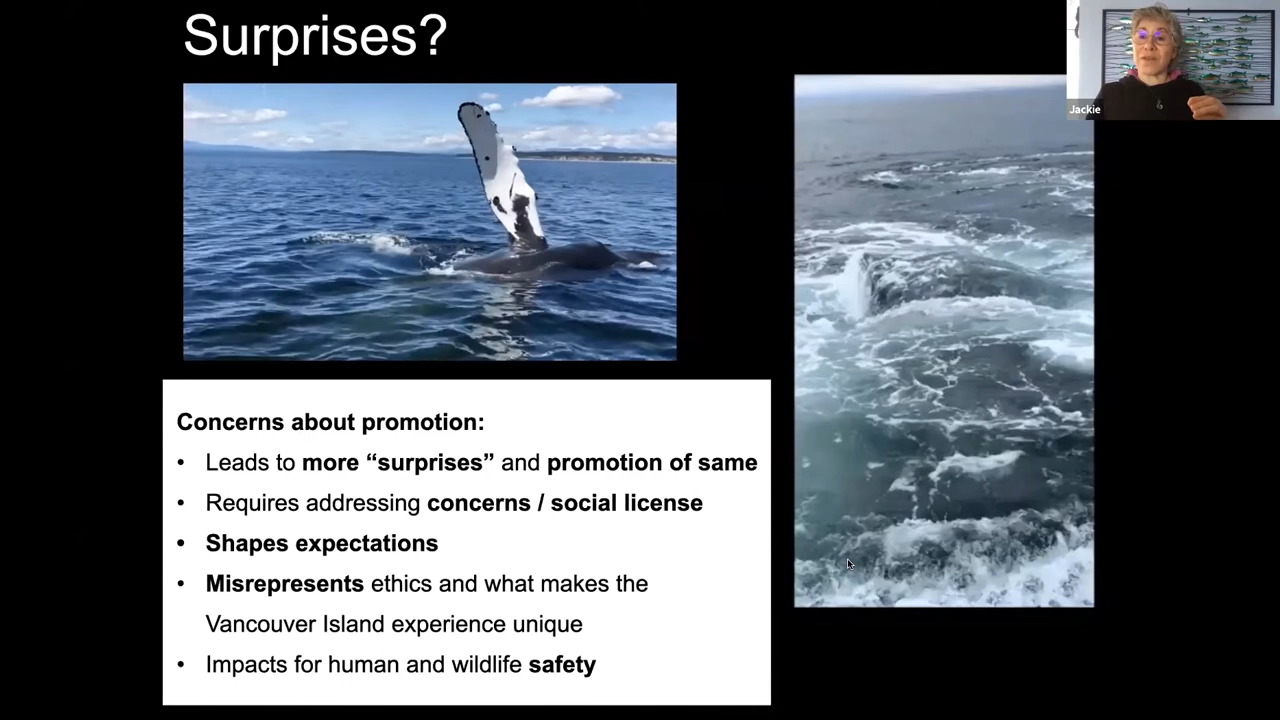 Surprises?
Jackie
Concerns about promotion:
• Leads to more “surprises” and promotion of same
• Requires addressing concerns / social license
• Shapes expectations
• Misrepresents ethics and what makes the
Vancouver Island experience unique
• Impacts for human and wildlife safety